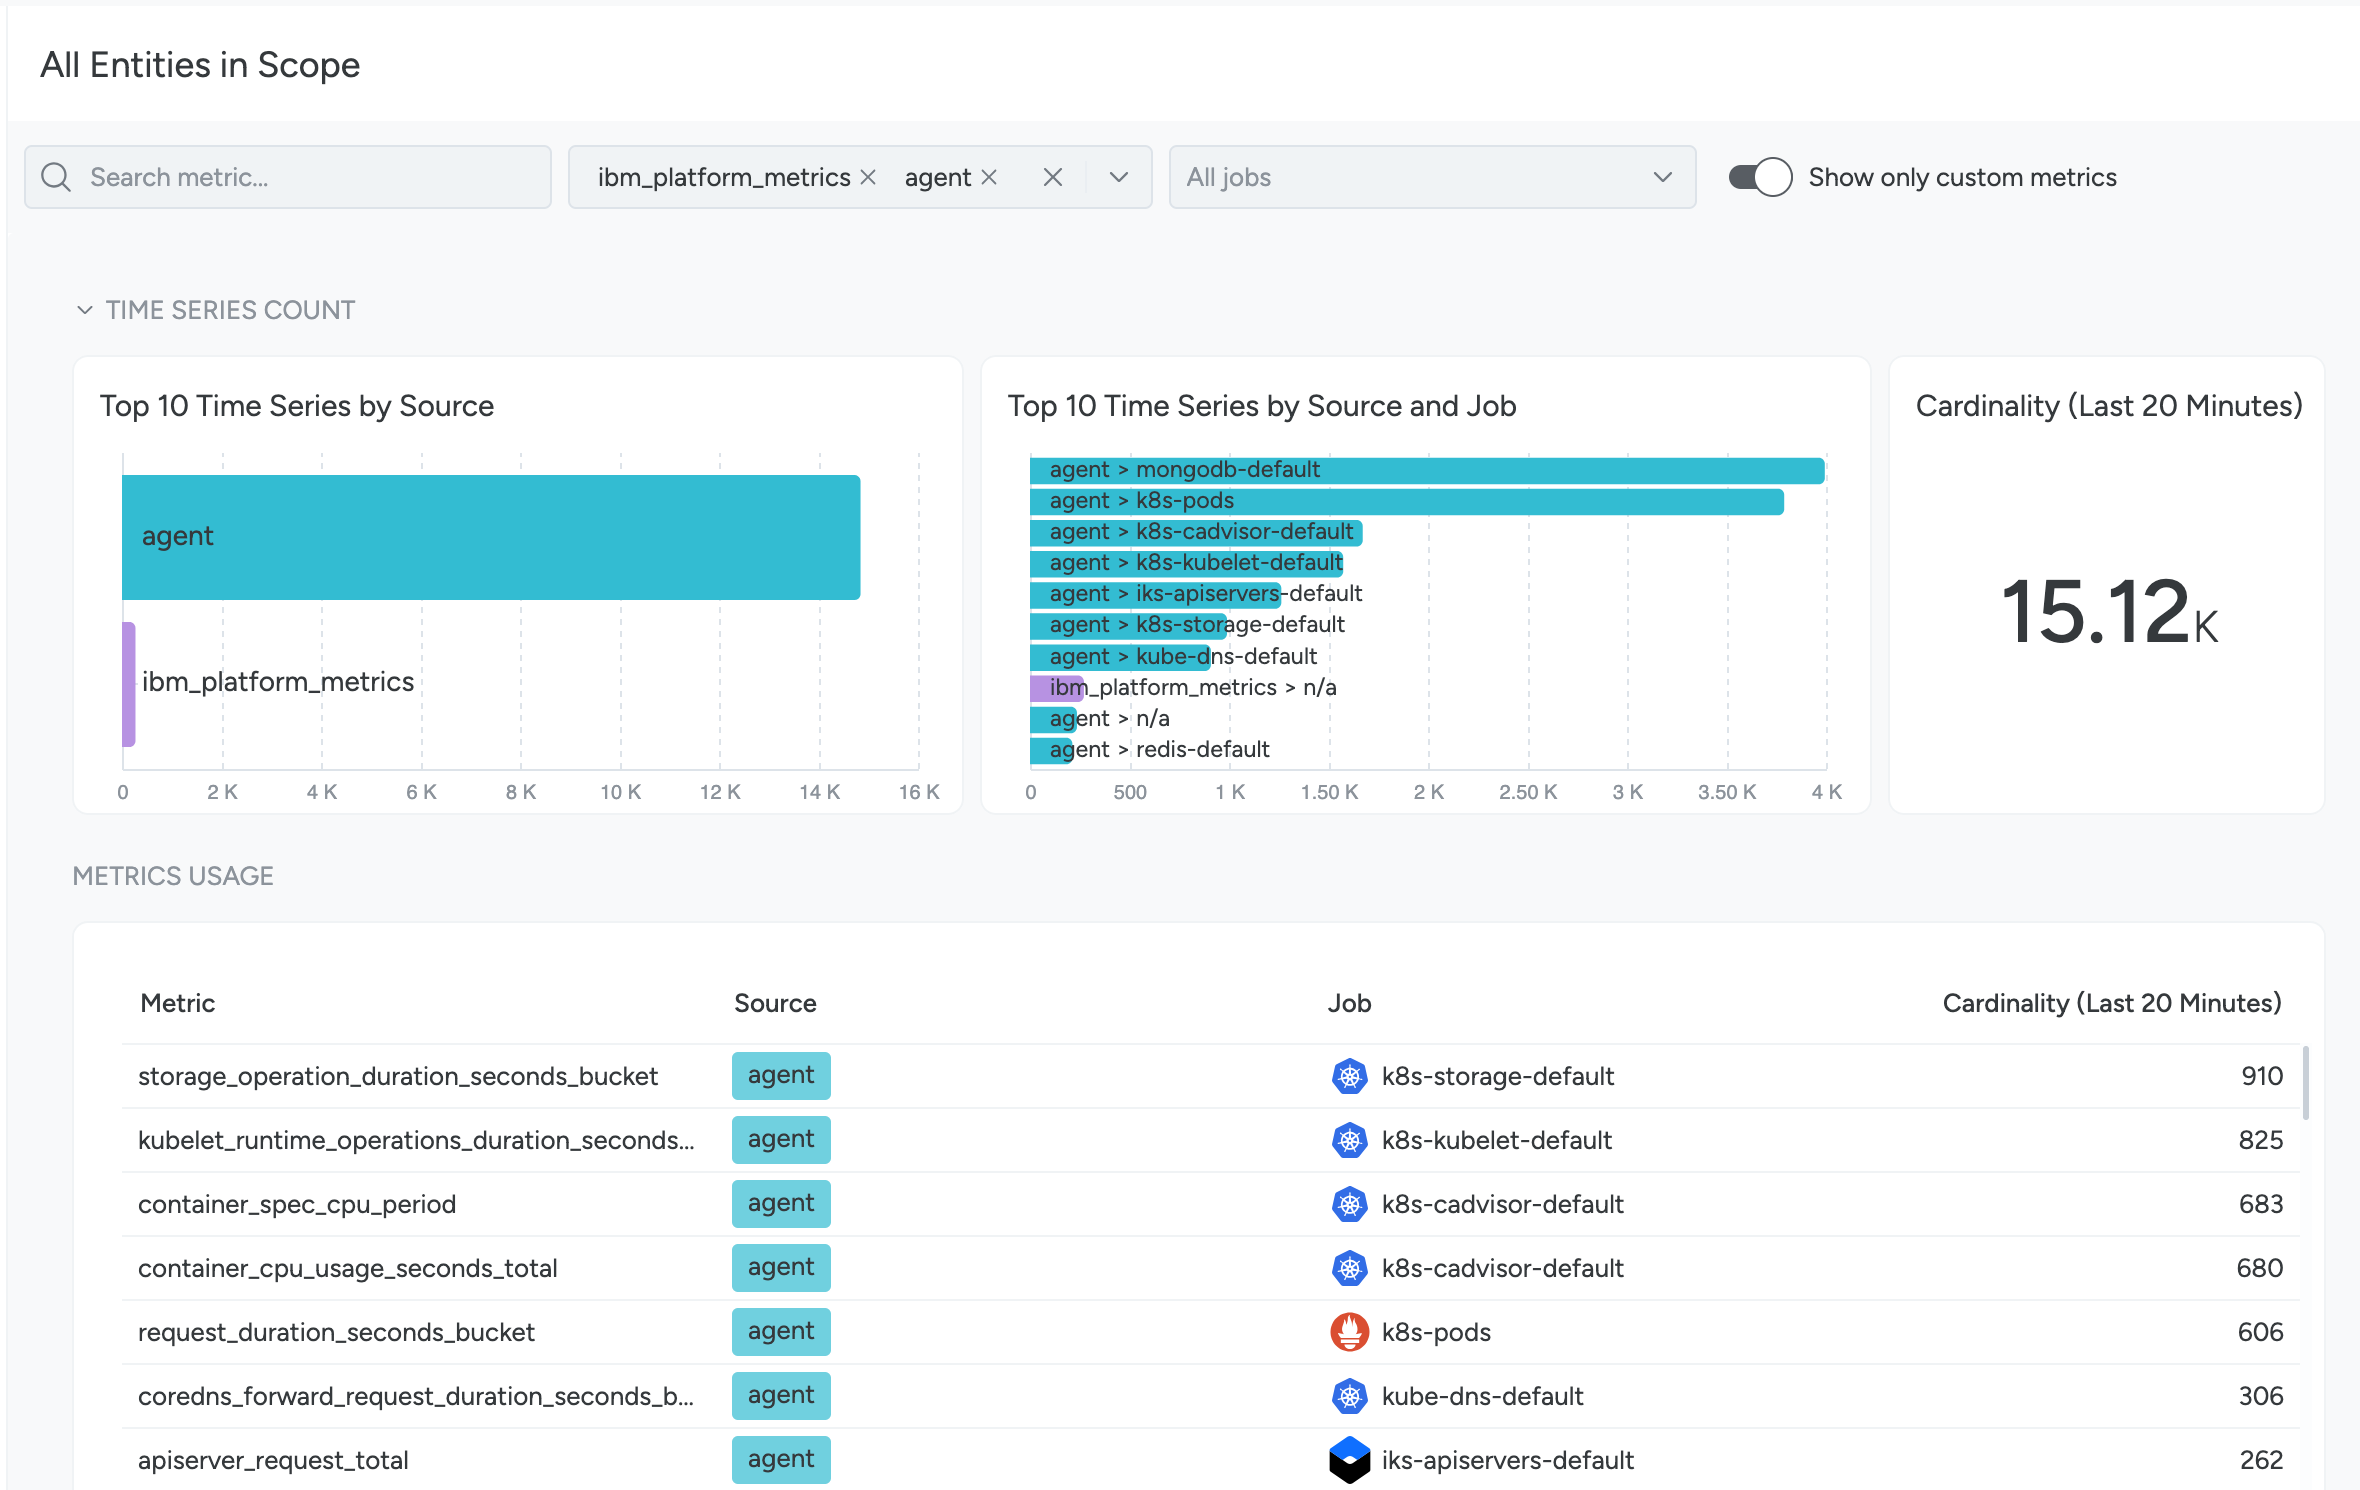 All Entities in Scope
Search metric...
ibm_platform_metrics agent
All jobs
Show only custom metrics
TIME SERIES COUNT
Top 10 Time Series by Source
agent
ibm_platform_metrics
0 2 K 4 K 6 K 8 K 10 K 12 K 14 K 16 K
Top 10 Time Series by Source and Job
agent > mongodb-default
agent > k8s-pods
agent > k8s-cadvisor-default
agent > k8s-kubelet-default
agent > iks-apiservers-default
agent > k8s-storage-default
agent > kube-dns-default
ibm_platform_metrics > n/a
agent > n/a
agent > redis-default
0 500 1 K 1.50 K 2 K 2.50 K 3 K 3.50 K 4 K
Cardinality (Last 20 Minutes)
15.12K
METRICS USAGE
Metric Source Job Cardinality (Last 20 Minutes)
storage_operation_duration_seconds_bucket agent k8s-storage-default 910
kubelet_runtime_operations_duration_seconds... agent k8s-kubelet-default 825
container_spec_cpu_period agent k8s-cadvisor-default 683
container_cpu_usage_seconds_total agent k8s-cadvisor-default 680
request_duration_seconds_bucket agent k8s-pods 606
coredns_forward_request_duration_seconds_b... agent kube-dns-default 306
apiserver_request_total agent iks-apiservers-default 262